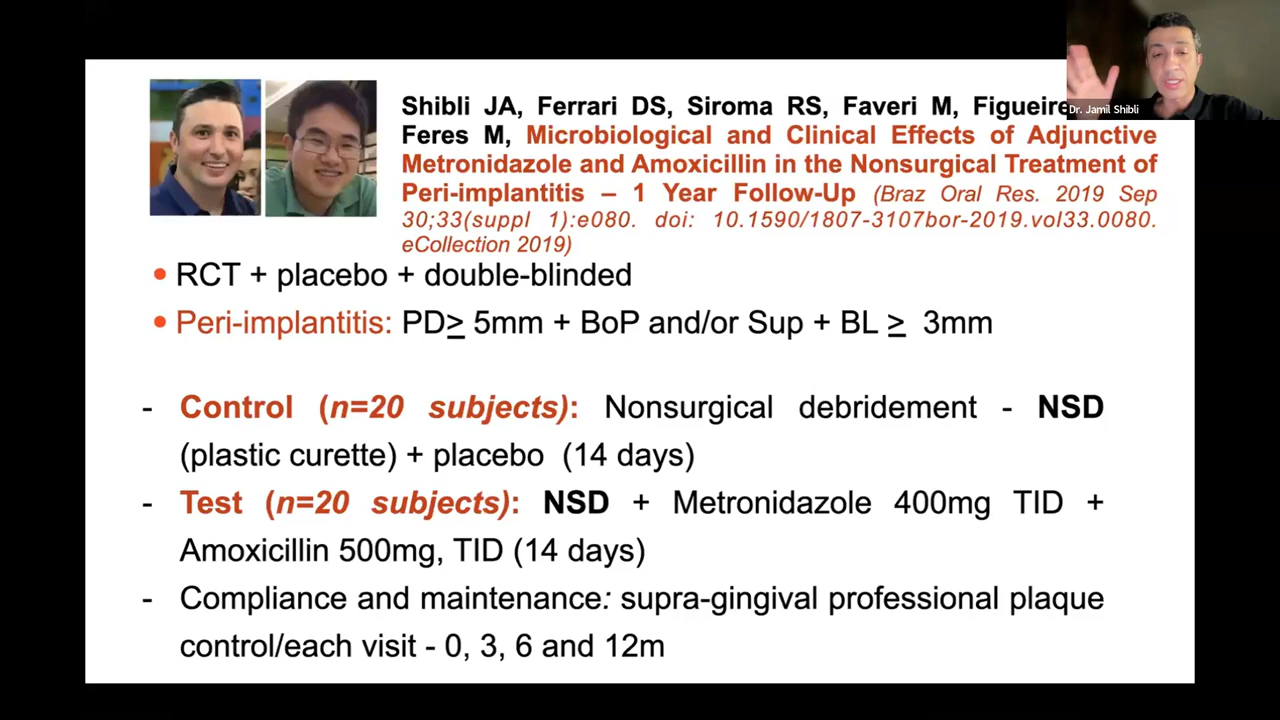 Dr. Jamil Shibli
Shibli JA, Ferrari DS, Siroma RS, Faveri M,
Feres M, Microbiological and Clinical Effects of Adjunctive
Metronidazole and Amoxicillin in the Nonsurgical Treatment of
Peri-implantitis – 1 Year Follow-Up (Braz Oral Res. 2019 Sep
30;33(suppl 1):e080. doi: 10.1590/1807-3107bor-2019.vol33.0080.
eCollection 2019)
• RCT + placebo + double-blinded
• Peri-implantitis: PD≥ 5mm + BoP and/or Sup + BL ≥ 3mm
- Control (n=20 subjects): Nonsurgical debridement - NSD
(plastic curette) + placebo (14 days)
- Test (n=20 subjects): NSD + Metronidazole 400mg TID +
Amoxicillin 500mg, TID (14 days)
- Compliance and maintenance: supra-gingival professional plaque
control/each visit - 0, 3, 6 and 12m